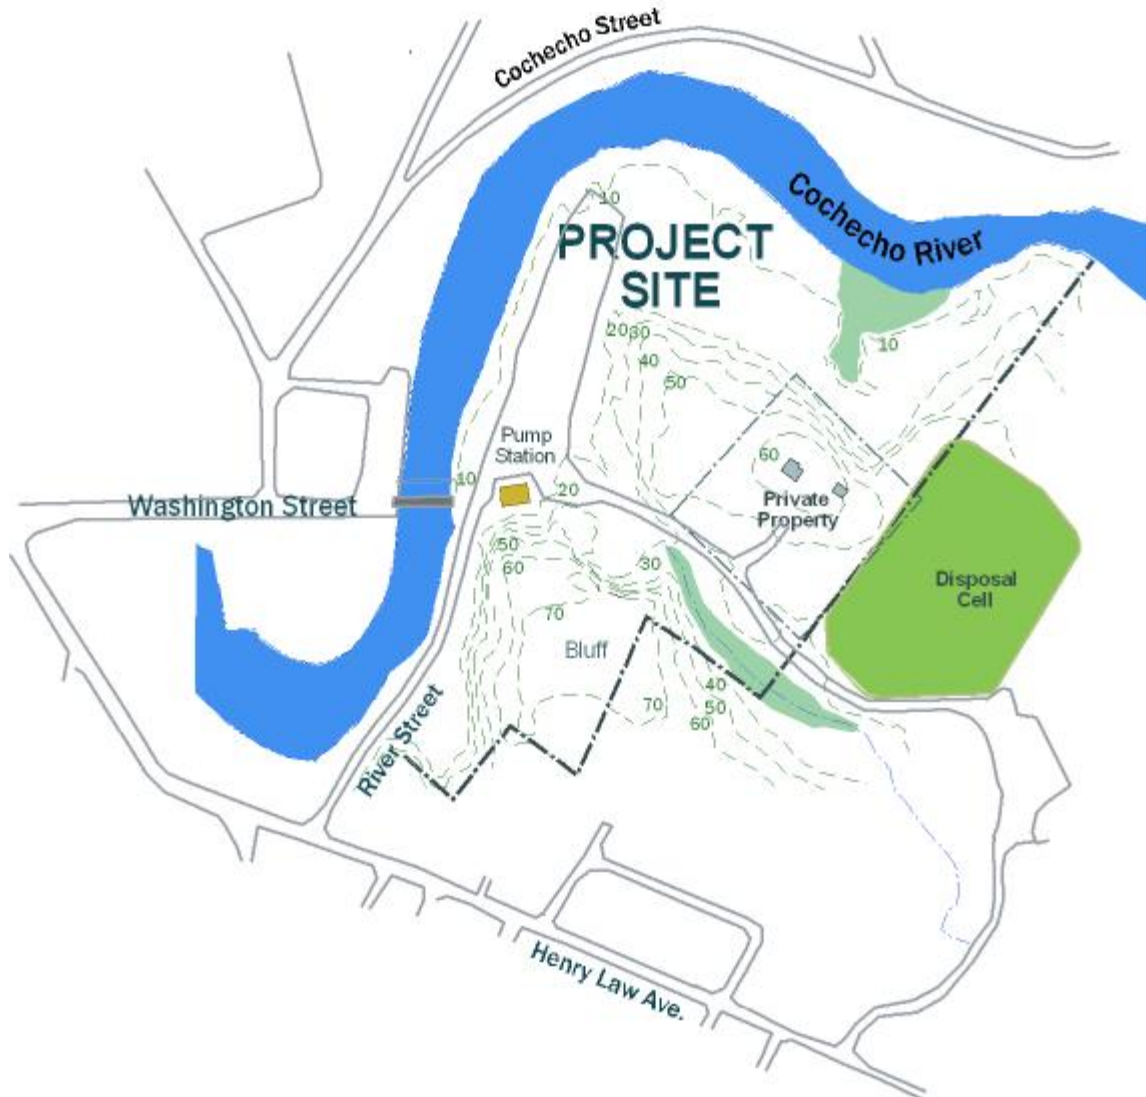 Cochecho Street
Cochecho River
10
PROJECT
SITE
20
30
40
50
10
Pump
Station
60
10
20
Private
Property
Washington Street
50
60
30
Disposal
Cell
70
Bluff
40
50
60
70
River Street
Henry Law Ave.